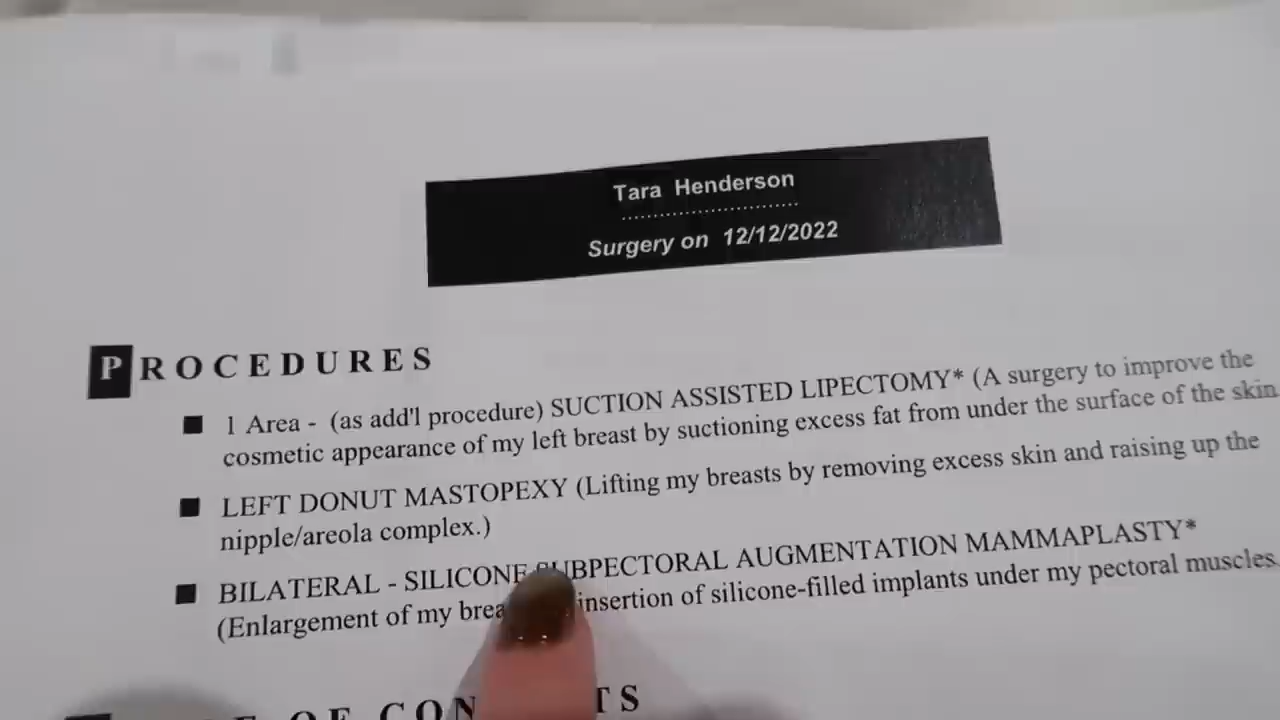 Tara Henderson
Surgery on 12/12/2022
PROCEDURES
■ 1 Area - (as add'l procedure) SUCTION ASSISTED LIPECTOMY* (A surgery to improve the
cosmetic appearance of my left breast by suctioning excess fat from under the surface of the skin
■ LEFT DONUT MASTOPEXY (Lifting my breasts by removing excess skin and raising up the
nipple/areola complex.)
■ BILATERAL - SILICONE SUBPECTORAL AUGMENTATION MAMMAPLASTY*
(Enlargement of my insertion of silicone-filled implants under my pectoral muscles.
OF